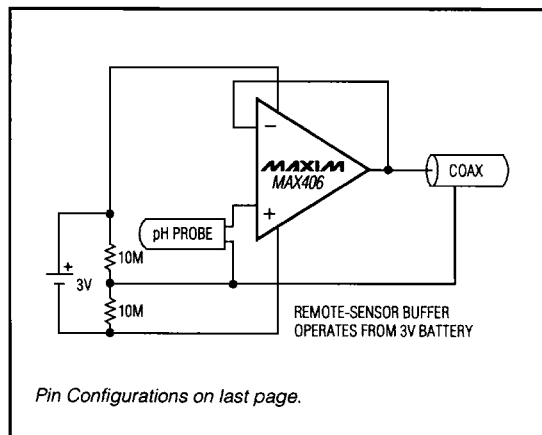 −
MAXIM
MAX406
+
COAX
pH PROBE
10M
+
3V
10M
REMOTE-SENSOR BUFFER
OPERATES FROM 3V BATTERY
Pin Configurations on last page.